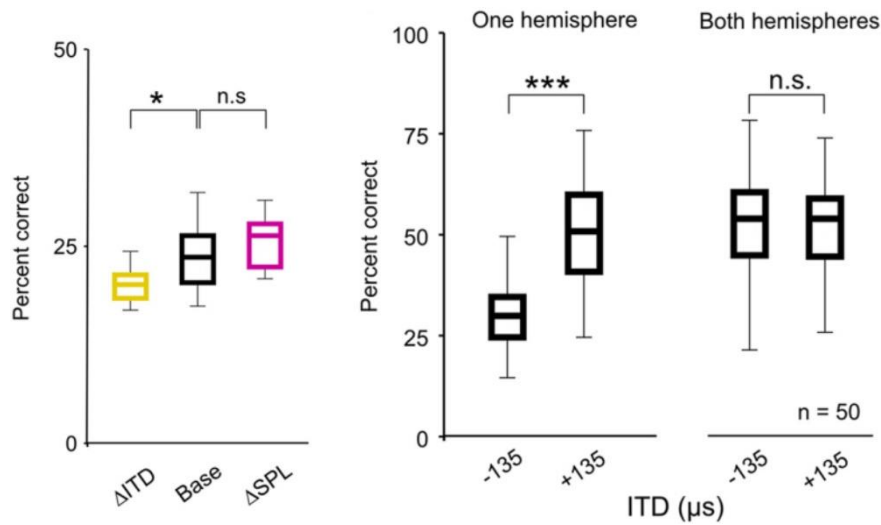 50
*
n.s
Percent correct
25
0
ΔITD
Base
ΔSPL
One hemisphere
Both hemispheres
100
***
n.s.
75
Percent correct
50
25
n = 50
0
-135
+135
-135
+135
ITD (µs)